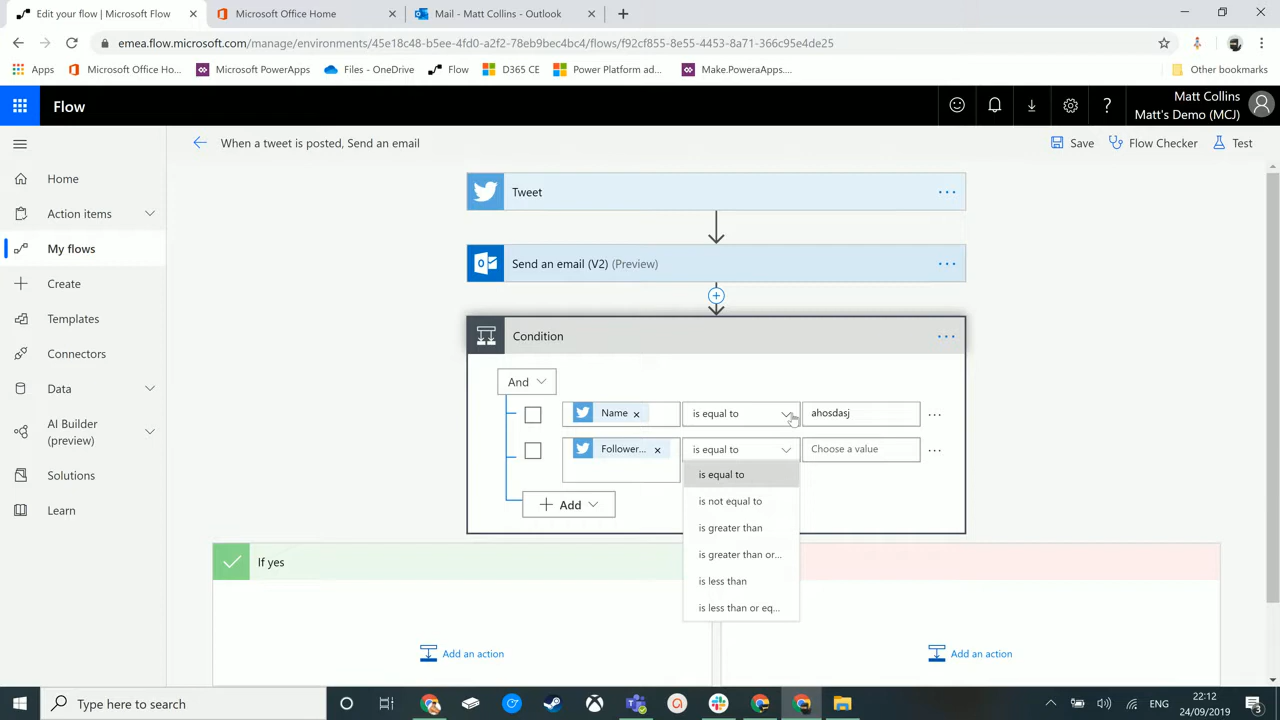 Edit your flow | Microsoft Flow
Microsoft Office Home
Mail - Matt Collins - Outlook
emea.flow.microsoft.com/manage/environments/45e18c48-b5ee-4fd0-a2f2-78eb9bec4bc4/flows/f92cf855-8e55-4453-8a71-366c95e4de25
Apps
Microsoft Office Ho...
Microsoft PowerApps
Files - OneDrive
Flow
D365 CE
Power Platform ad...
Make.PoweraApps....
Other bookmarks
Flow
Matt Collins
Matt's Demo (MCJ)
When a tweet is posted, Send an email
Save
Flow Checker
Test
Home
Action items
My flows
Create
Templates
Connectors
Data
AI Builder
(preview)
Solutions
Learn
Tweet
Send an email (V2) (Preview)
Condition
And
Name
is equal to
ahosdasj
Follower...
is equal to
Choose a value
is equal to
is not equal to
is greater than
is greater than or...
is less than
is less than or eq...
Add
If yes
Add an action
Add an action
Type here to search
ENG
22:12
24/09/2019
3